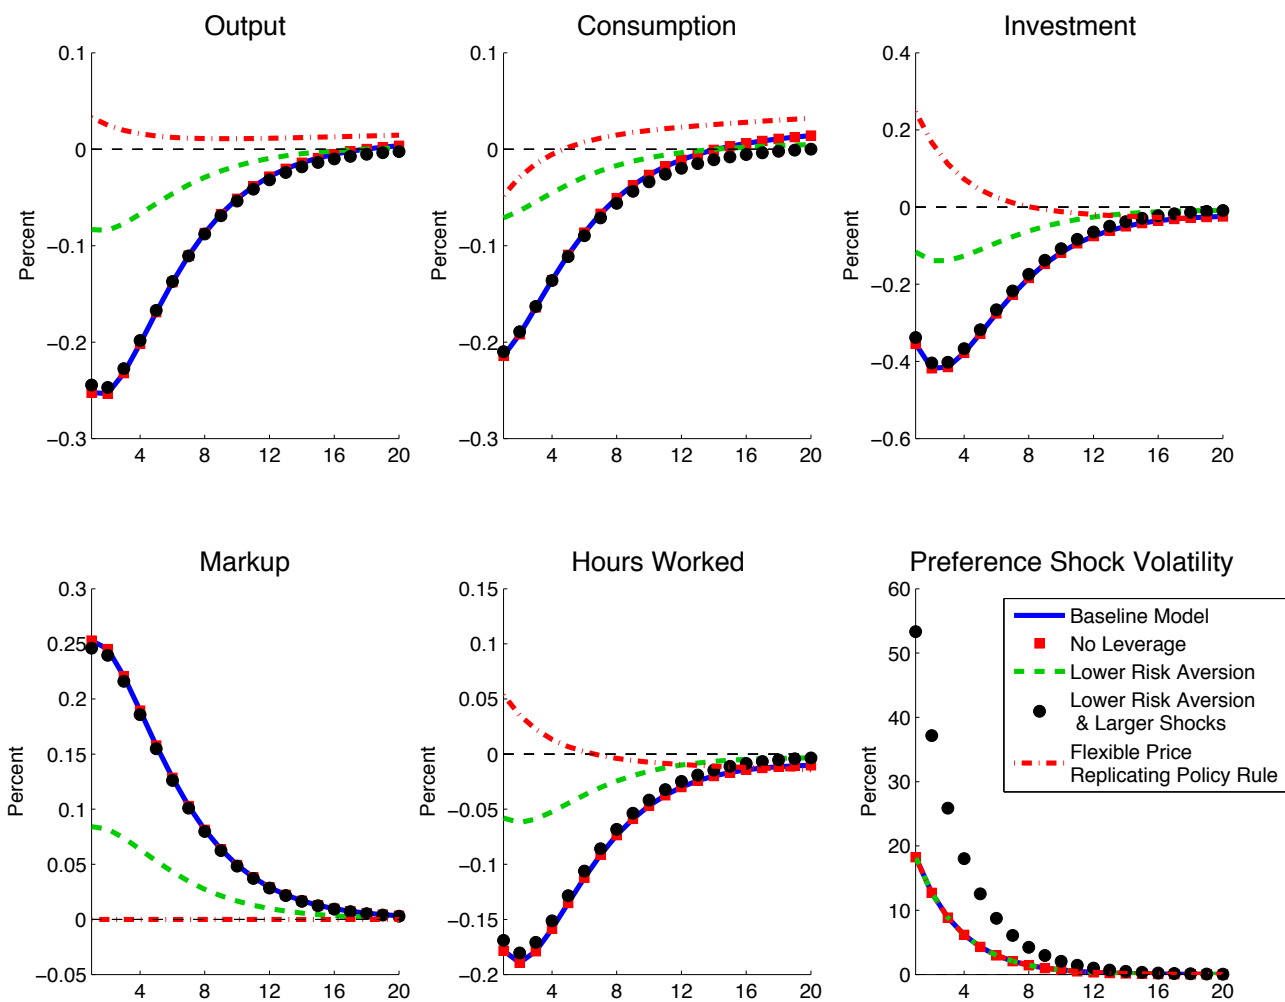 Output
Percent
0.1
0
−0.1
−0.2
−0.3
4 8 12 16 20
Consumption
Percent
0.1
0
−0.1
−0.2
−0.3
4 8 12 16 20
Investment
Percent
0.4
0.2
0
−0.2
−0.4
−0.6
4 8 12 16 20
Markup
Percent
0.3
0.25
0.2
0.15
0.1
0.05
0
−0.05
4 8 12 16 20
Hours Worked
Percent
0.15
0.1
0.05
0
−0.05
−0.1
−0.15
−0.2
4 8 12 16 20
Preference Shock Volatility
Percent
60
50
40
30
20
10
0
4 8 12 16 20
Baseline Model
No Leverage
Lower Risk Aversion
Lower Risk Aversion
& Larger Shocks
Flexible Price
Replicating Policy Rule